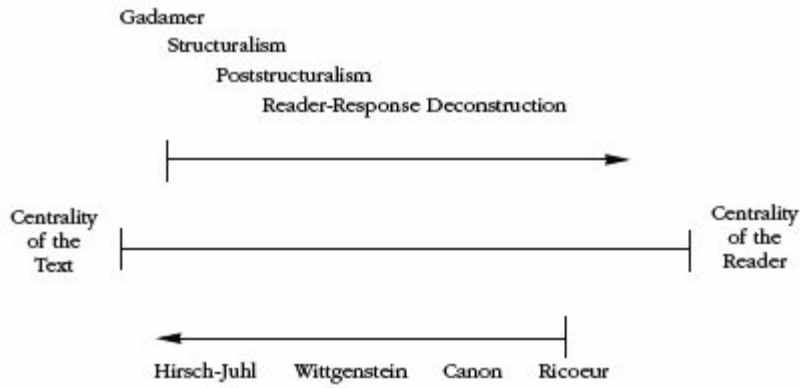 Gadamer
Structuralism
Poststructuralism
Reader-Response Deconstruction
Centrality
of the
Text
Centrality
of the
Reader
Hirsch-Juhl Wittgenstein Canon Ricoeur